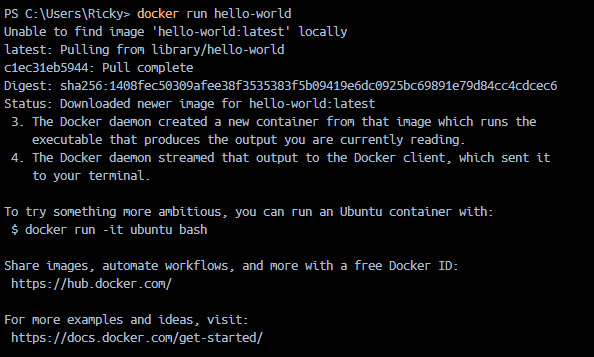 PS C:\Users\Ricky> docker run hello-world
Unable to find image 'hello-world:latest' locally
latest: Pulling from library/hello-world
c1ec31eb5944: Pull complete
Digest: sha256:1408fec50309afee38f3535383f5b09419e6dc0925bc69891e79d84cc4cdcec6
Status: Downloaded newer image for hello-world:latest
 3. The Docker daemon created a new container from that image which runs the
    executable that produces the output you are currently reading.
 4. The Docker daemon streamed that output to the Docker client, which sent it
    to your terminal.

To try something more ambitious, you can run an Ubuntu container with:
 $ docker run -it ubuntu bash

Share images, automate workflows, and more with a free Docker ID:
 https://hub.docker.com/

For more examples and ideas, visit:
 https://docs.docker.com/get-started/